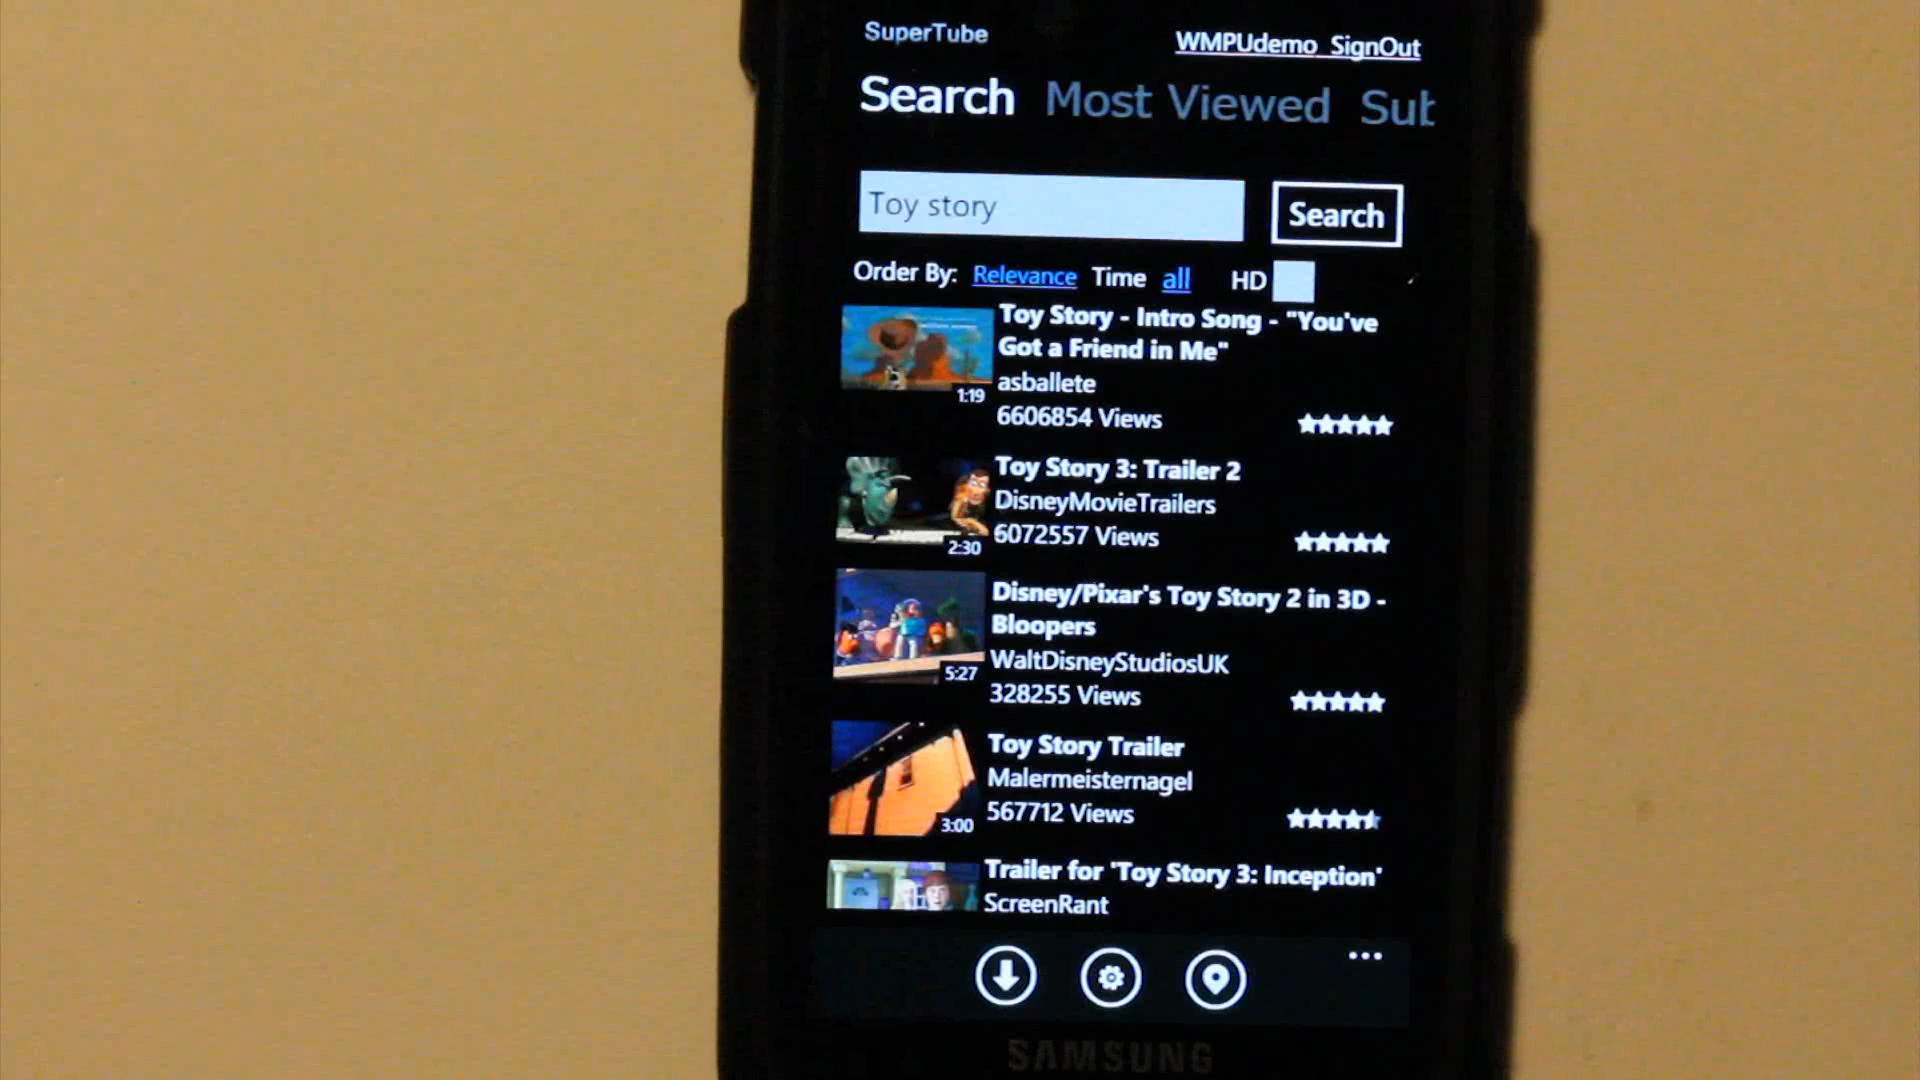 SuperTube
WMPUdemo SignOut
Search Most Viewed Sub
Toy story
Search
Order By: Relevance Time all HD
Toy Story - Intro Song - "You've
Got a Friend in Me"
asballete
1:19
6606854 Views
Toy Story 3: Trailer 2
DisneyMovieTrailers
6072557 Views
2:30
Disney/Pixar's Toy Story 2 in 3D -
Bloopers
WaltDisneyStudiosUK
5:27
328255 Views
Toy Story Trailer
Malermeisternagel
567712 Views
3:00
Trailer for 'Toy Story 3: Inception'
ScreenRant
...
SAMSUNG